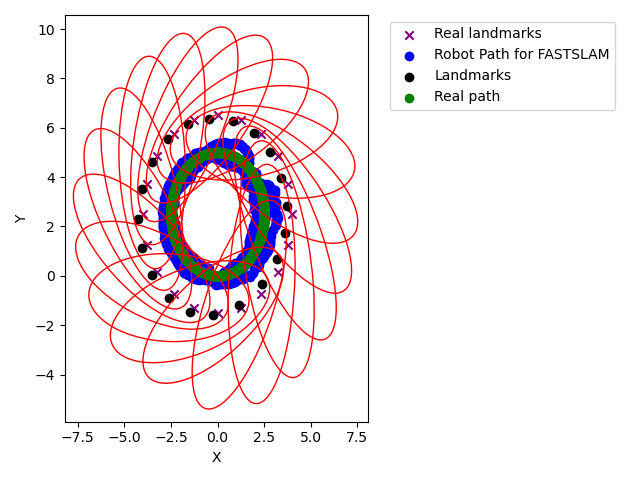 Real landmarks
Robot Path for FASTSLAM
Landmarks
Real path
10
8
6
4
2
0
−2
−4
Y
−7.5 −5.0 −2.5 0.0 2.5 5.0 7.5
X